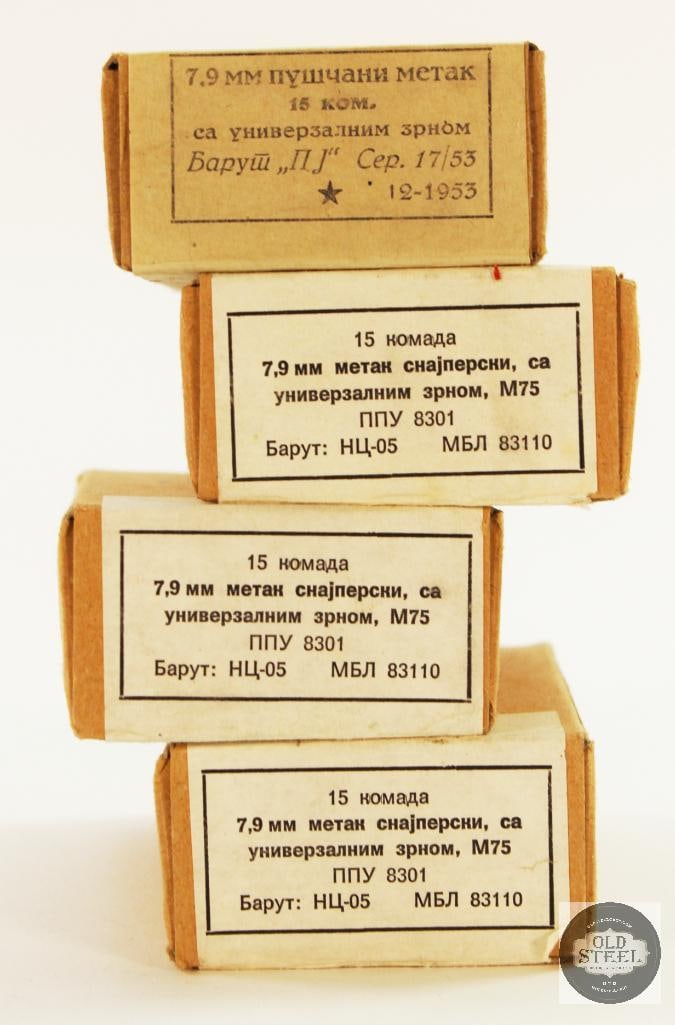 7,9 мм пушчани метак
15 ком.
са универзалним зрном
Барут „ПЈ“ Сер. 17/53
★ 12-1953
15 комада
7,9 мм метак снајперски, са
универзалним зрном, М75
ППУ 8301
Барут: НЦ-05 МБЛ 83110
15 комада
7,9 мм метак снајперски, са
универзалним зрном, М75
ППУ 8301
Барут: НЦ-05 МБЛ 83110
15 комада
7,9 мм метак снајперски, са
универзалним зрном, М75
ППУ 8301
Барут: НЦ-05 МБЛ 83110
OLD
STEEL